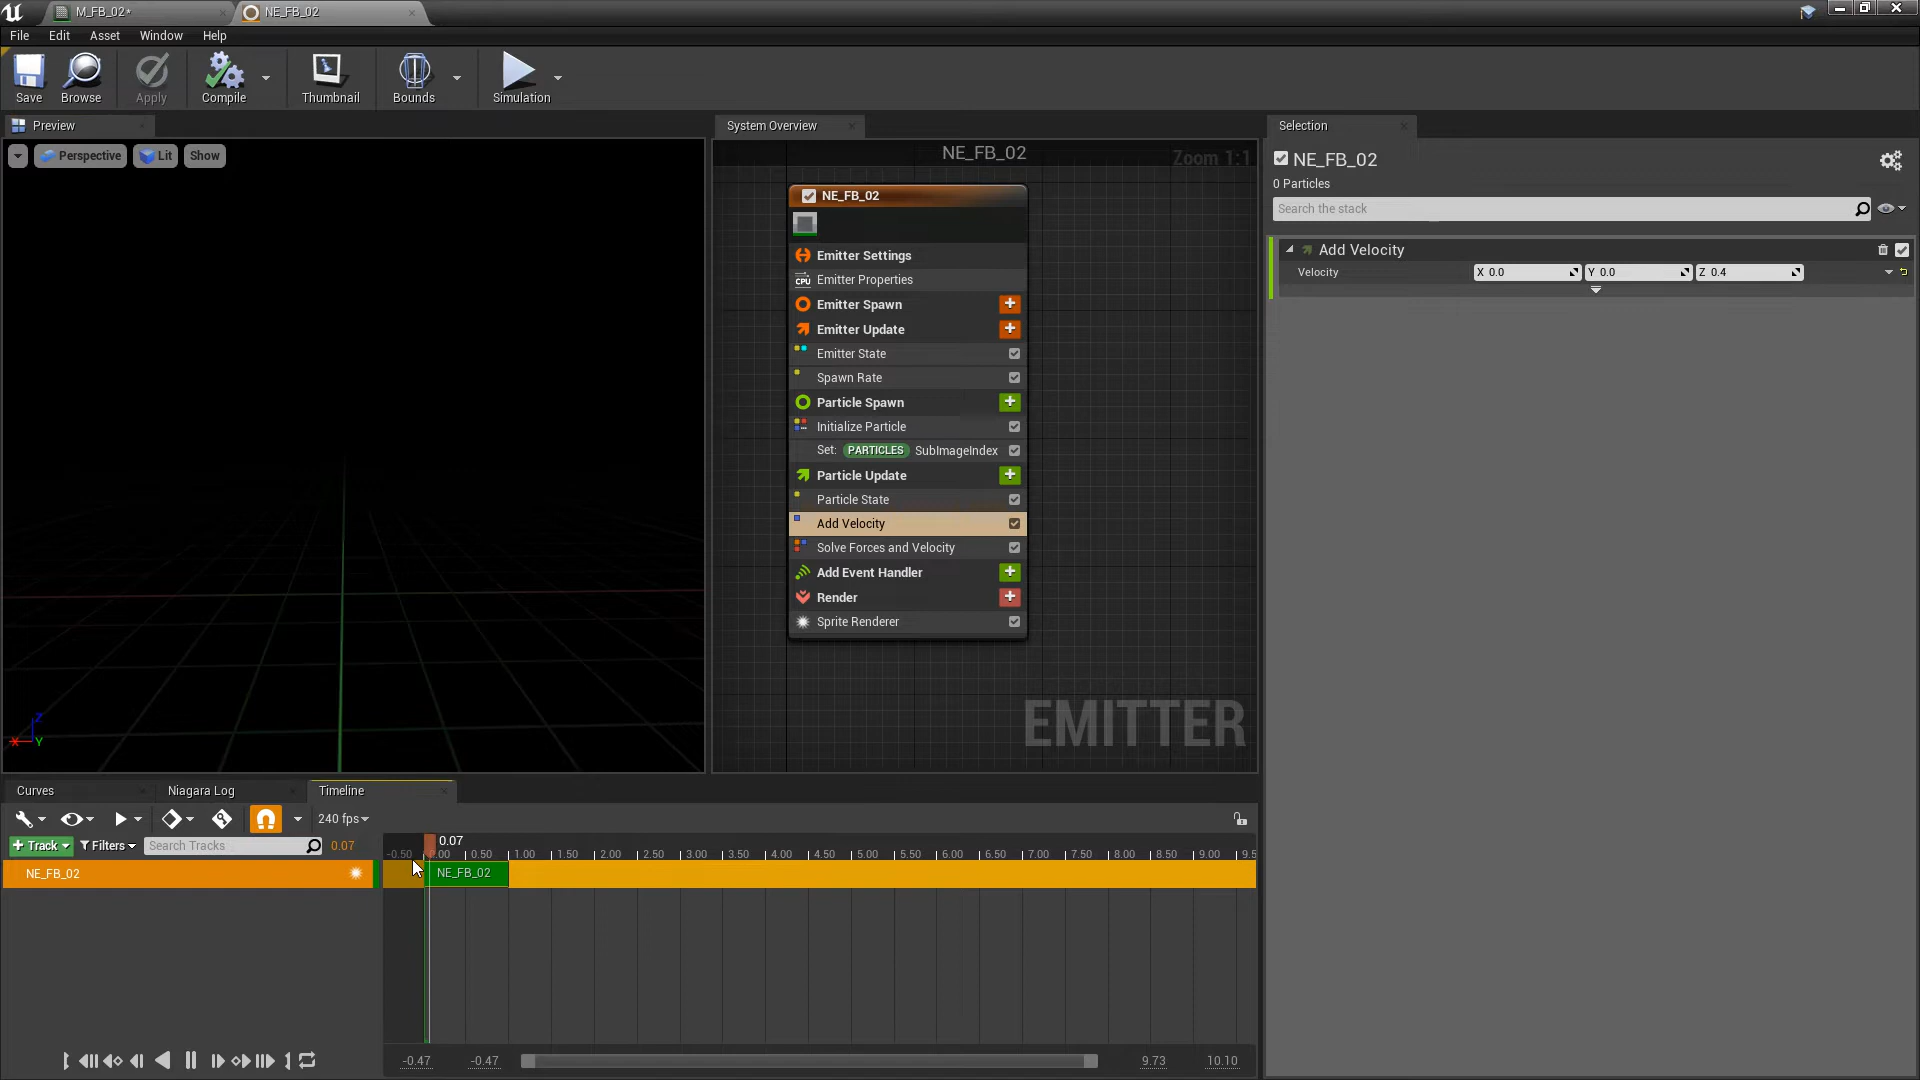 M_FB_02*
NE_FB_02
File Edit Asset Window Help
Save Browse Apply Compile Thumbnail Bounds Simulation
Preview
Perspective Lit Show
Z
X Y
System Overview
NE_FB_02
Zoom 1:1
NE_FB_02
Emitter Settings
CPU Emitter Properties
Emitter Spawn +
Emitter Update +
Emitter State
Spawn Rate
Particle Spawn +
Initialize Particle
Set: PARTICLES SubImageIndex
Particle Update +
Particle State
Add Velocity
Solve Forces and Velocity
Add Event Handler +
Render +
Sprite Renderer
EMITTER
Selection
NE_FB_02
0 Particles
Search the stack
Add Velocity
Velocity X 0.0 Y 0.0 Z 0.4
Curves Niagara Log Timeline
240 fps
+ Track Filters Search Tracks 0.07
0.07
-0.50 0.00 0.50 1.00 1.50 2.00 2.50 3.00 3.50 4.00 4.50 5.00 5.50 6.00 6.50 7.00 7.50 8.00 8.50 9.00 9.5
NE_FB_02
NE_FB_02
-0.47 -0.47 9.73 10.10